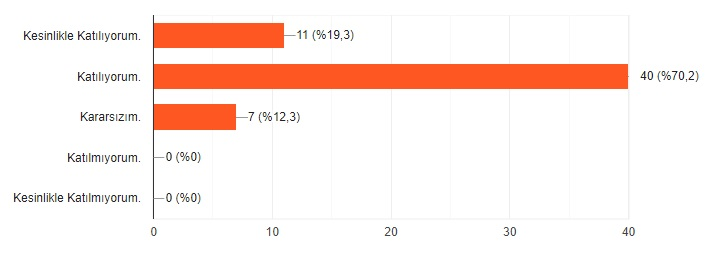 Kesinlikle Katılıyorum. 11 (%19,3)
Katılıyorum. 40 (%70,2)
Kararsızım. 7 (%12,3)
Katılmıyorum. 0 (%0)
Kesinlikle Katılmıyorum. 0 (%0)
0 10 20 30 40